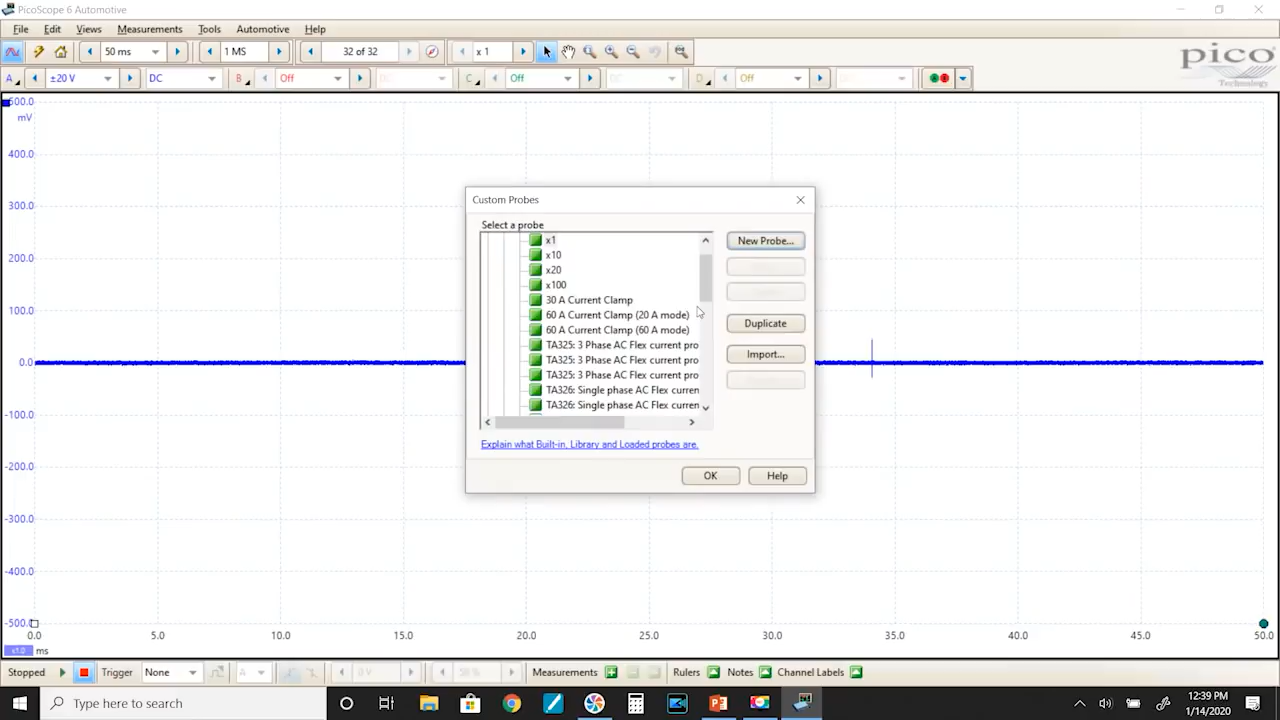 PicoScope 6 Automotive
File Edit Views Measurements Tools Automotive Help
50 ms 1 MS 32 of 32 x 1
pico
Technology
A ±20 V DC B Off C Off D Off
500.0
mV
400.0
300.0
200.0
100.0
0.0
-100.0
-200.0
-300.0
-400.0
-500.0
Custom Probes
Select a probe
x1
x10
x20
x100
30 A Current Clamp
60 A Current Clamp (20 A mode)
60 A Current Clamp (60 A mode)
TA325: 3 Phase AC Flex current pro
TA325: 3 Phase AC Flex current pro
TA325: 3 Phase AC Flex current pro
TA326: Single phase AC Flex curren
TA326: Single phase AC Flex curren
New Probe...
Duplicate
Import...
Explain what Built-in, Library and Loaded probes are.
OK Help
0.0 5.0 10.0 15.0 20.0 25.0 30.0 35.0 40.0 45.0 50.0
x1.0 ms
Stopped Trigger None A 0 V 50 % Measurements Rulers Notes Channel Labels
Type here to search
12:39 PM
1/14/2020